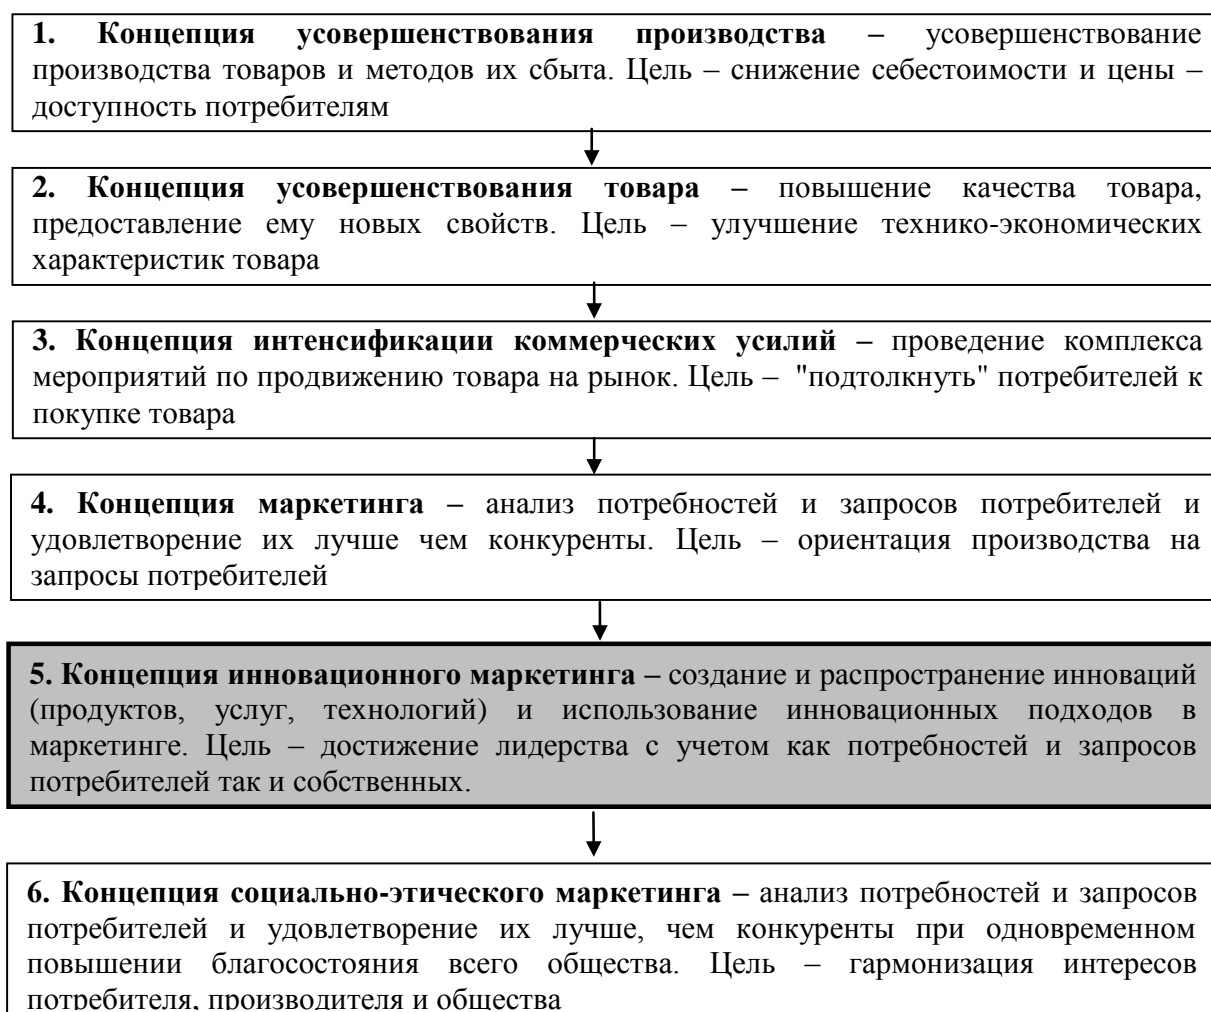 1. Концепция усовершенствования производства – усовершенствование
производства товаров и методов их сбыта. Цель – снижение себестоимости и цены –
доступность потребителям
2. Концепция усовершенствования товара – повышение качества товара,
предоставление ему новых свойств. Цель – улучшение технико-экономических
характеристик товара
3. Концепция интенсификации коммерческих усилий – проведение комплекса
мероприятий по продвижению товара на рынок. Цель – "подтолкнуть" потребителей к
покупке товара
4. Концепция маркетинга – анализ потребностей и запросов потребителей и
удовлетворение их лучше чем конкуренты. Цель – ориентация производства на
запросы потребителей
5. Концепция инновационного маркетинга – создание и распространение инноваций
(продуктов, услуг, технологий) и использование инновационных подходов в
маркетинге. Цель – достижение лидерства с учетом как потребностей и запросов
потребителей так и собственных.
6. Концепция социально-этического маркетинга – анализ потребностей и запросов
потребителей и удовлетворение их лучше, чем конкуренты при одновременном
повышении благосостояния всего общества. Цель – гармонизация интересов
потребителя, производителя и общества